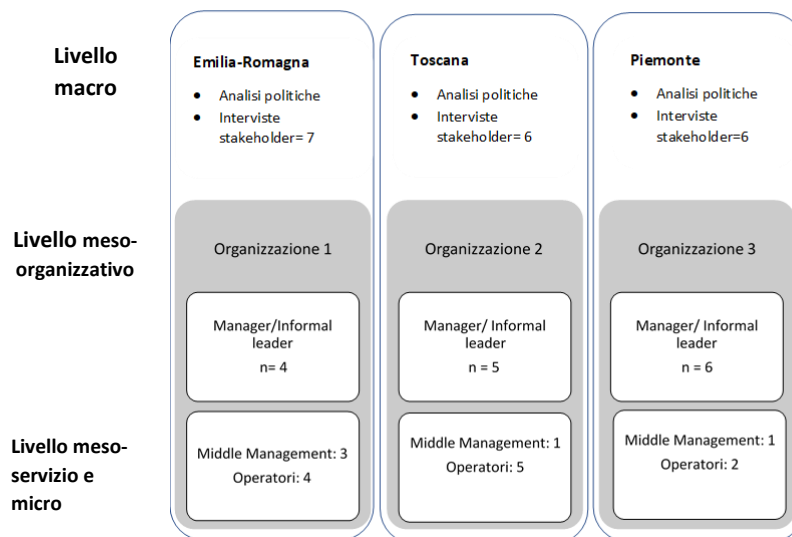 Livello
macro
Emilia-Romagna
• Analisi politiche
• Interviste
stakeholder= 7
Toscana
• Analisi politiche
• Interviste
stakeholder= 6
Piemonte
• Analisi politiche
• Interviste
stakeholder=6
Livello meso-
organizzativo
Organizzazione 1
Organizzazione 2
Organizzazione 3
Manager/Informal
leader
n= 4
Manager/ Informal
leader
n = 5
Manager/ Informal
leader
n = 6
Livello meso-
servizio e
micro
Middle Management: 3
Operatori: 4
Middle Management: 1
Operatori: 5
Middle Management: 1
Operatori: 2